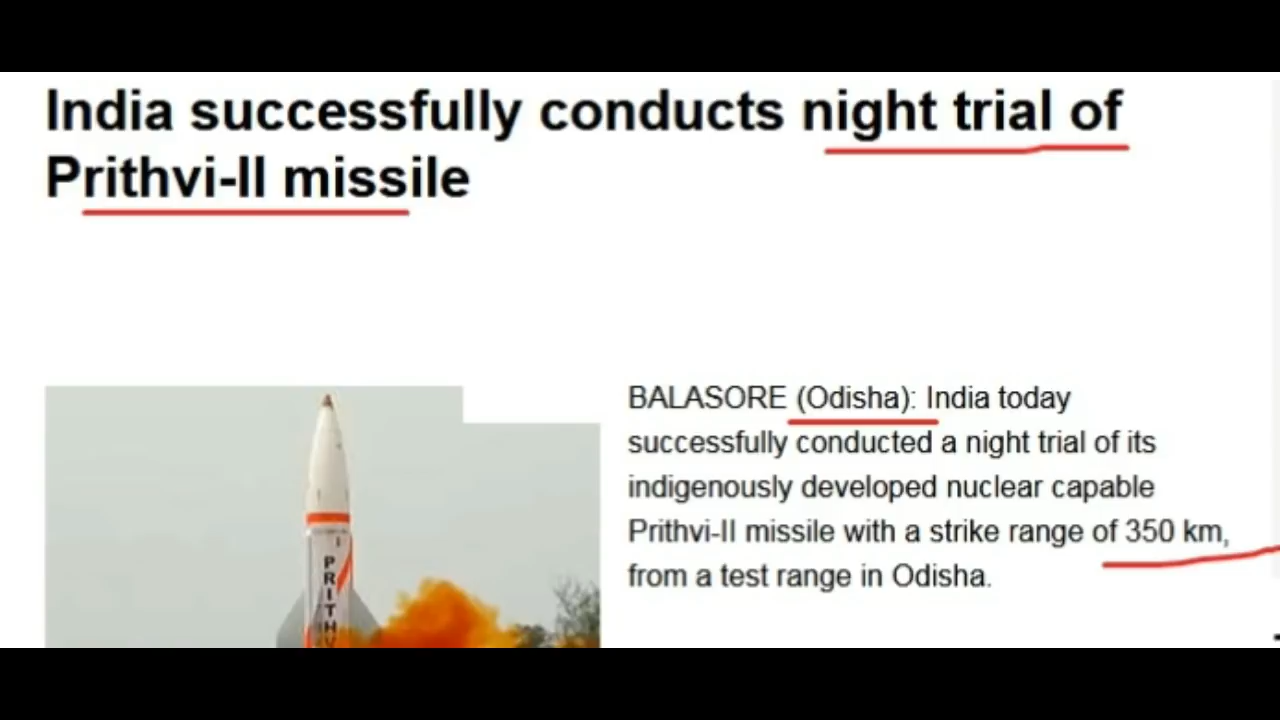 India successfully conducts night trial of
Prithvi-II missile
BALASORE (Odisha): India today
successfully conducted a night trial of its
indigenously developed nuclear capable
Prithvi-II missile with a strike range of 350 km,
from a test range in Odisha.
PRITHV